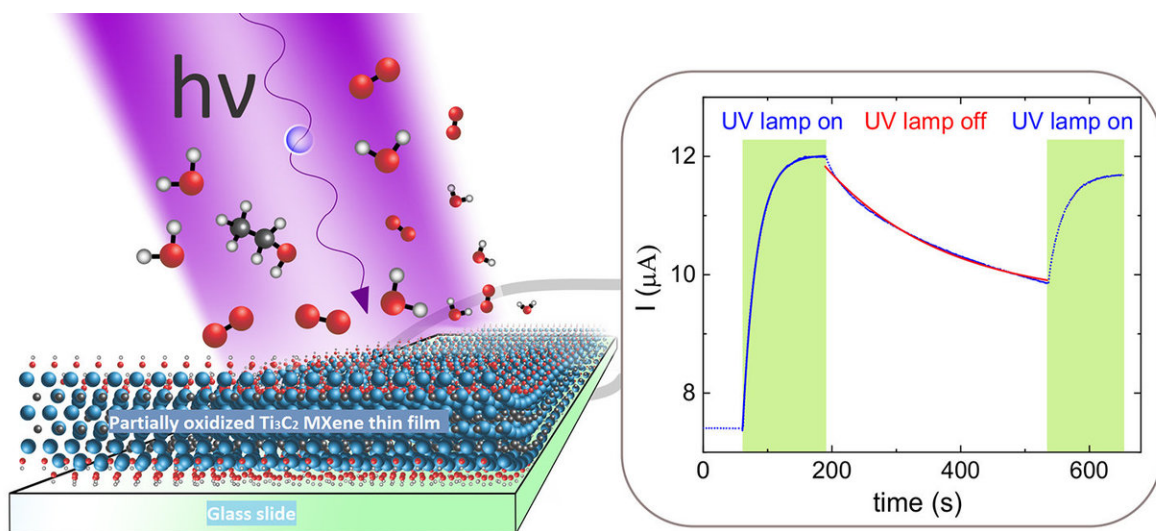 hν
Partially oxidized Ti₃C₂ MXene thin film
Glass slide
UV lamp on UV lamp off UV lamp on
12
10
8
I (μA)
0 200 400 600
time (s)